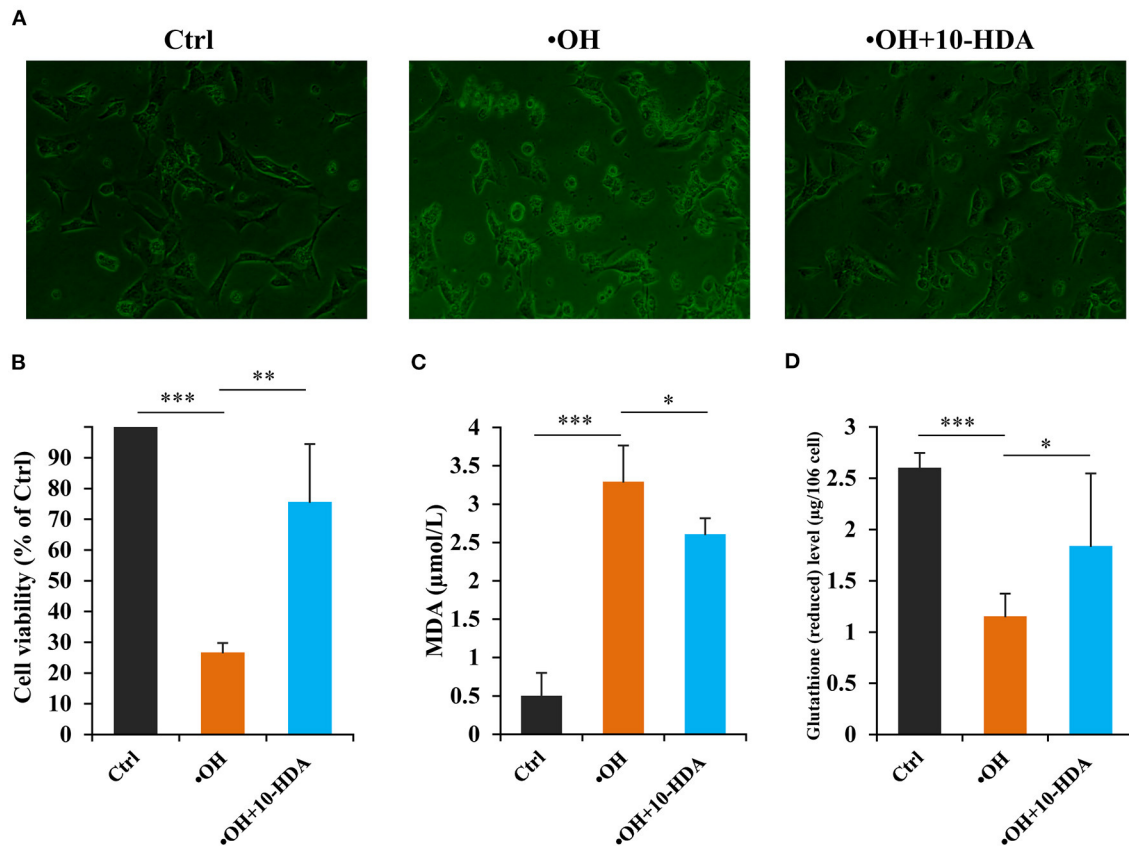 A
Ctrl
•OH
•OH+10-HDA
B
C
D
***
**
***
*
***
*
Cell viability (% of Ctrl)
90
80
70
60
50
40
30
20
10
0
Ctrl
•OH
•OH+10-HDA
MDA (µmol/L)
4
3.5
3
2.5
2
1.5
1
0.5
0
Ctrl
•OH
•OH+10-HDA
Glutathione (reduced) level (µg/106 cell)
3
2.5
2
1.5
1
0.5
0
Ctrl
•OH
•OH+10-HDA